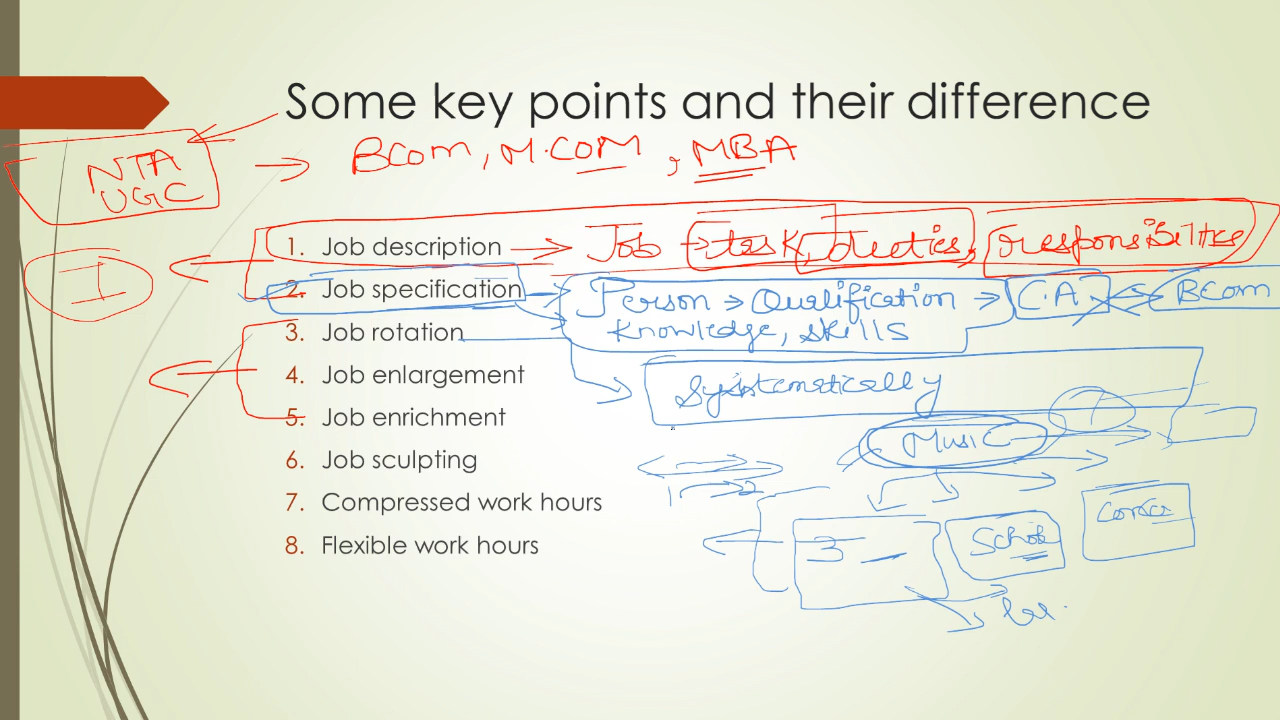 Some key points and their difference
NTA
UGC
BCom, M.COM, MBA
1. Job description
Job → task, duties, responsibilities
I
2. Job specification
Person → Qualification → C.A BCom
Knowledge, skills
3. Job rotation
4. Job enlargement
Systematically
5. Job enrichment
Music
6. Job sculpting
1 2
7. Compressed work hours
3
8. Flexible work hours